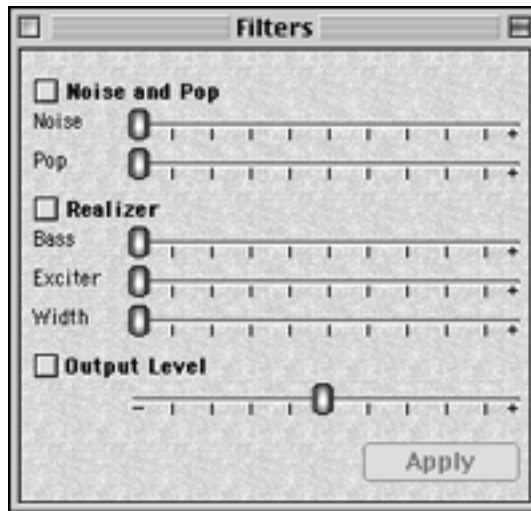 Filters
Noise and Pop
Noise
Pop
Realizer
Bass
Exciter
Width
Output Level
Apply